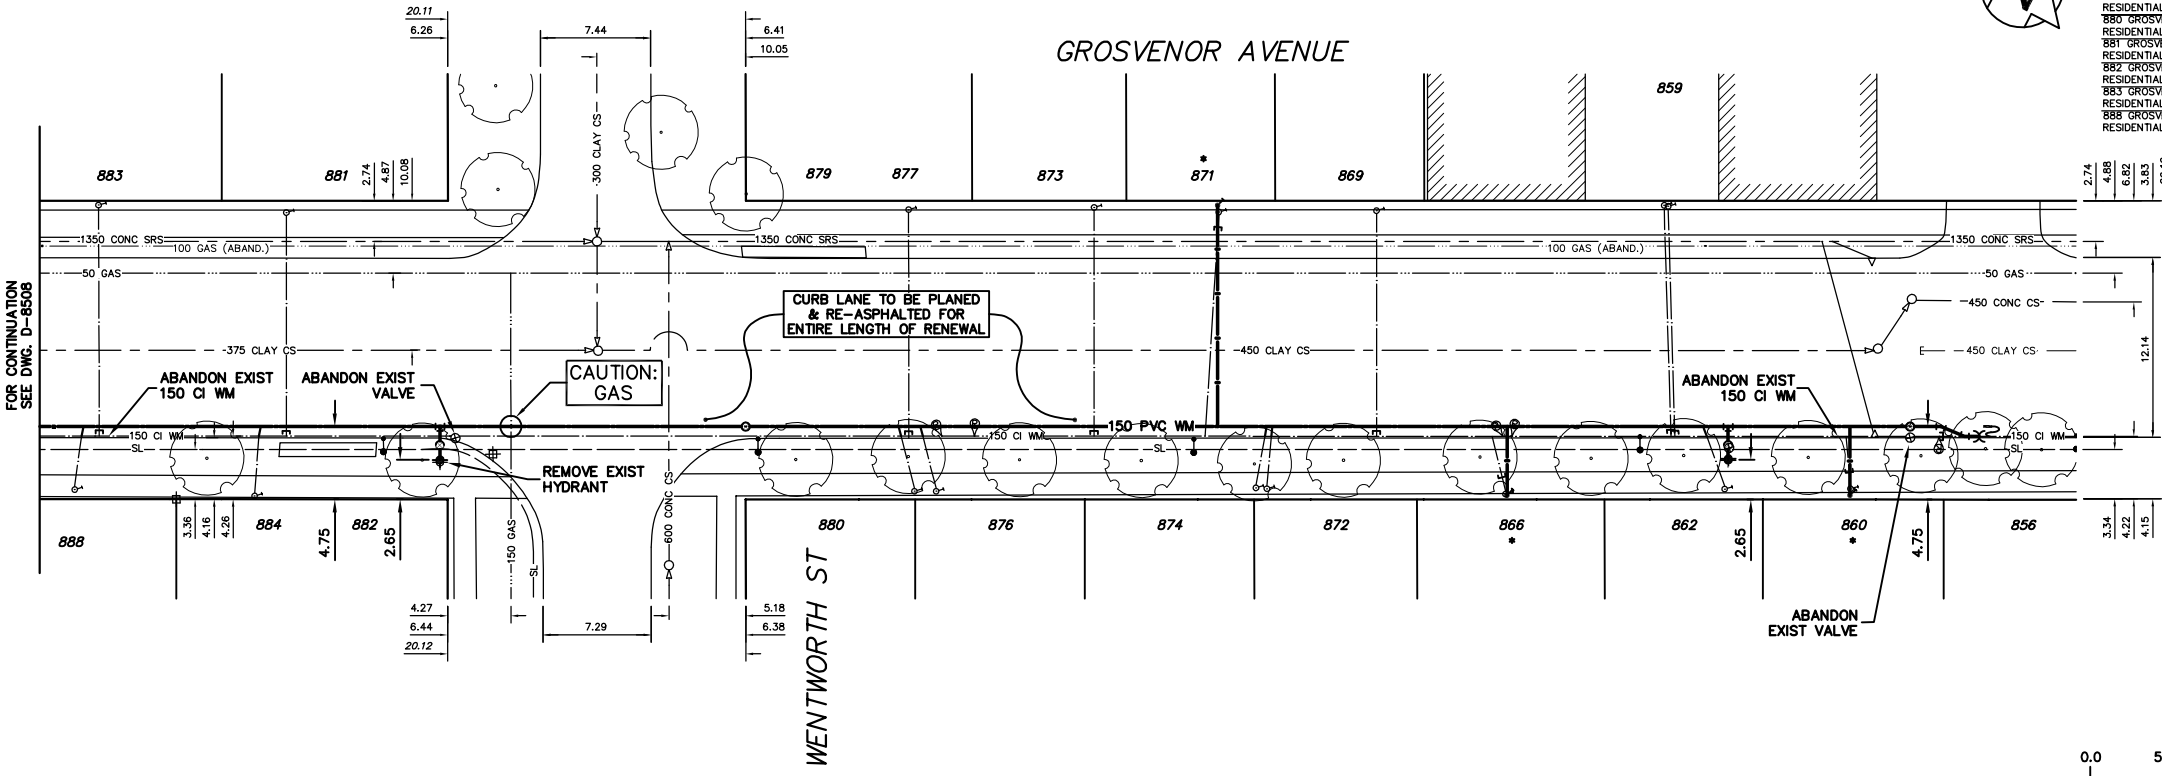 20.11
6.26
7.44
6.41
10.05
GROSVENOR AVENUE
RESIDENTIAL
880
RESIDENTIAL
881
RESIDENTIAL
882
RESIDENTIAL
883
RESIDENTIAL
888
RESIDENTIAL
883
881
2.74
4.87
10.08
300 CLAY CS
879
877
873
*
871
869
859
2.74
4.88
6.82
3.83
1350 CONC SRS
100 GAS (ABAND.)
1350 CONC SRS
100 GAS (ABAND.)
1350 CONC SRS
50 GAS
50 GAS
FOR CONTINUATION
SEE DWG. D-8508
CURB LANE TO BE PLANED
& RE-ASPHALTED FOR
ENTIRE LENGTH OF RENEWAL
450 CONC CS
375 CLAY CS
450 CLAY CS
450 CLAY CS
12.14
ABANDON EXIST
150 CI WM
ABANDON EXIST
VALVE
CAUTION:
GAS
ABANDON EXIST
150 CI WM
150 CI WM
SL
150 CI WM
150 PVC WM
SL
150 CI WM
SL
REMOVE EXIST
HYDRANT
888
3.36
4.16
4.26
884
4.75
882
2.65
150 GAS
SL
600 CONC CS
880
876
874
872
866
*
862
2.65
860
*
4.75
856
3.34
4.22
4.15
4.27
6.44
20.12
7.29
5.18
6.38
WENTWORTH ST
ABANDON
EXIST VALVE
0.0
5